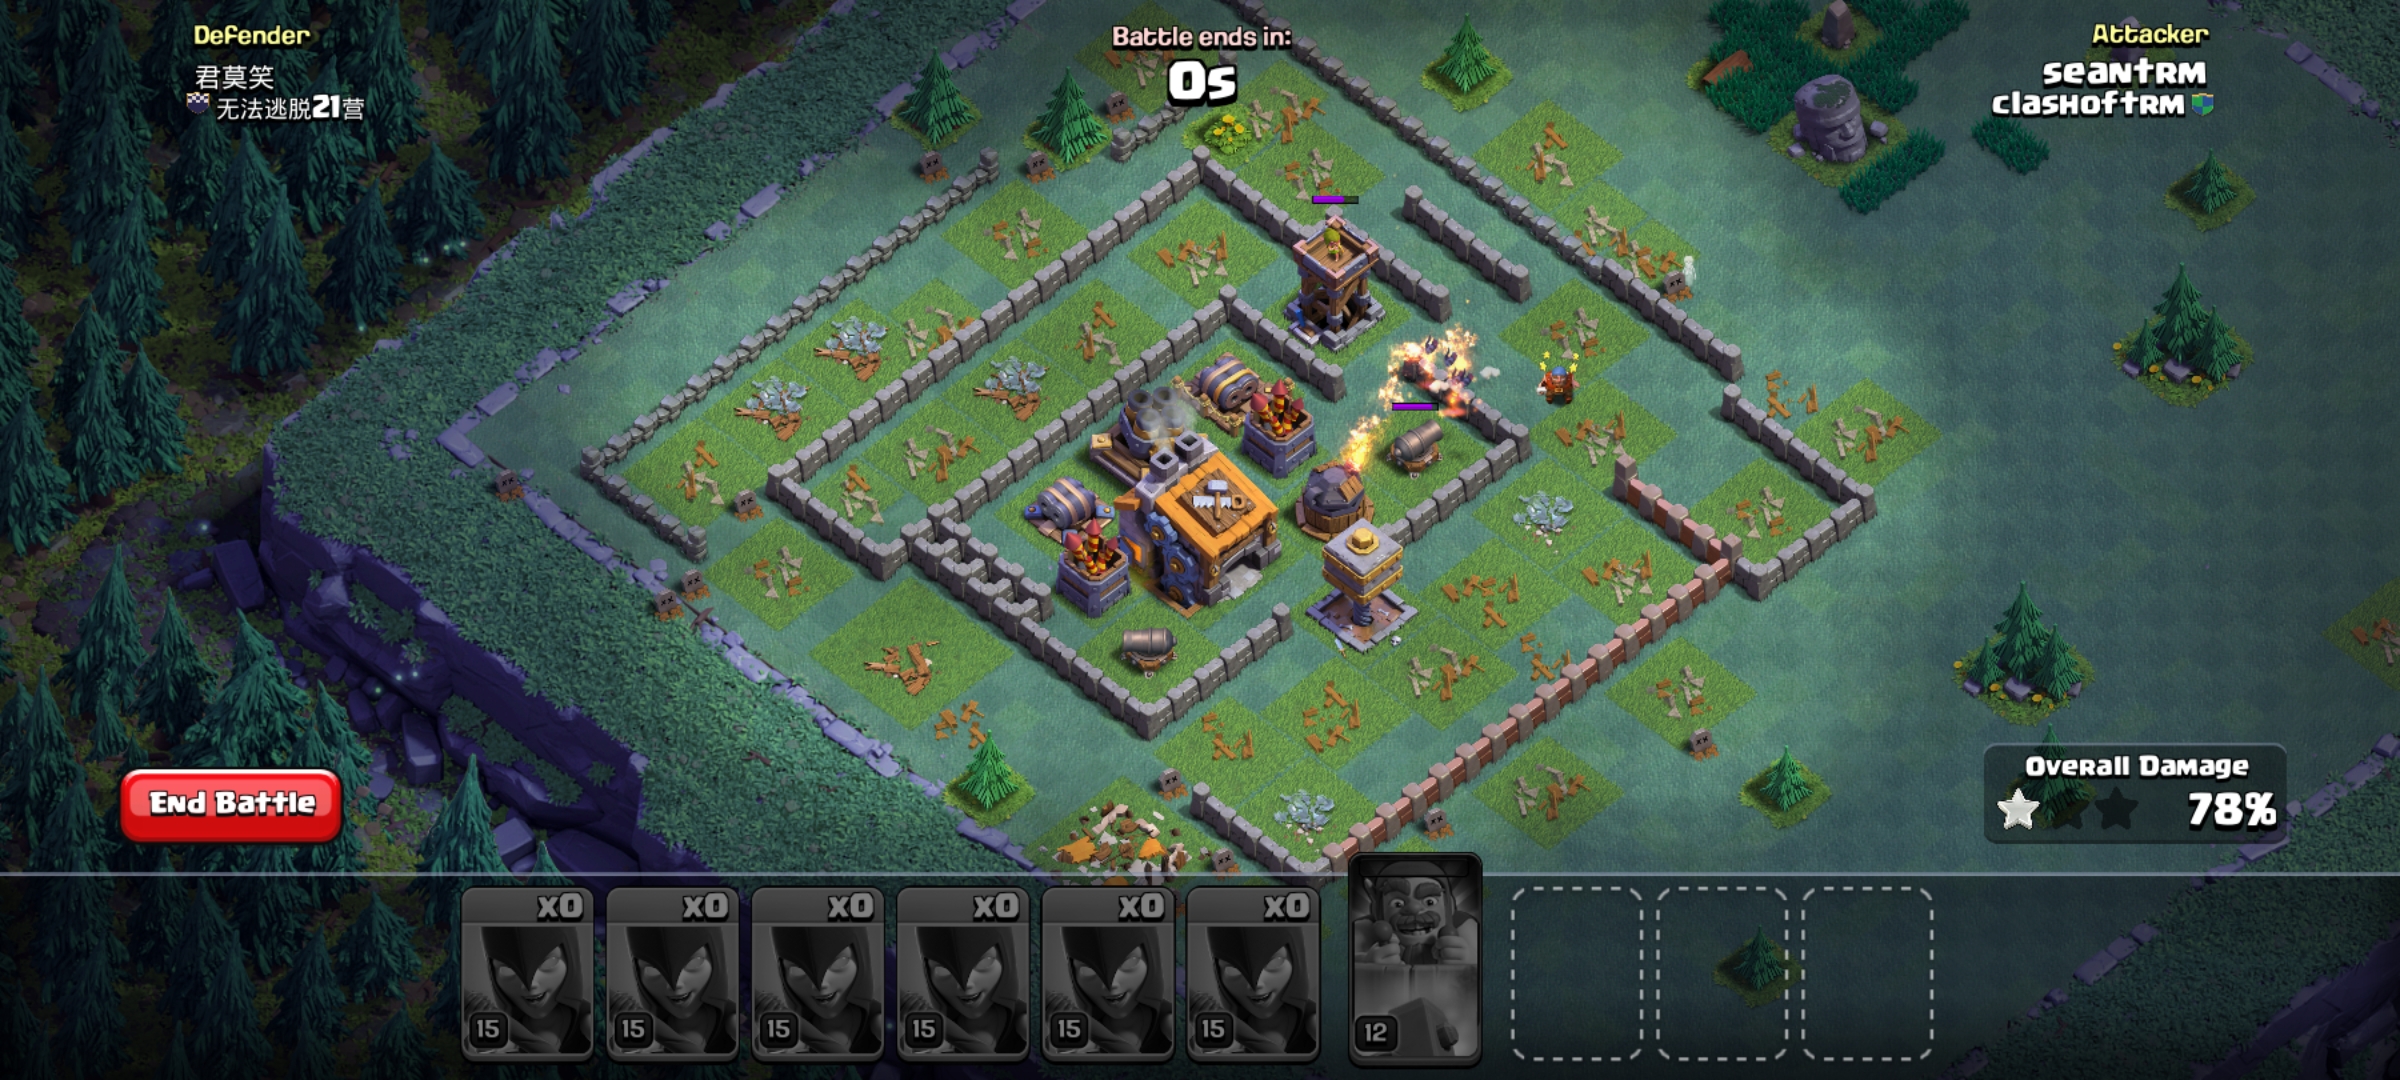 Defender
君莫笑
无法逃脱21营
Battle ends in:
0s
Attacker
seantRM
clashoftRM
End Battle
Overall Damage
78%
x0
x0
x0
x0
x0
x0
15
15
15
15
15
15
12